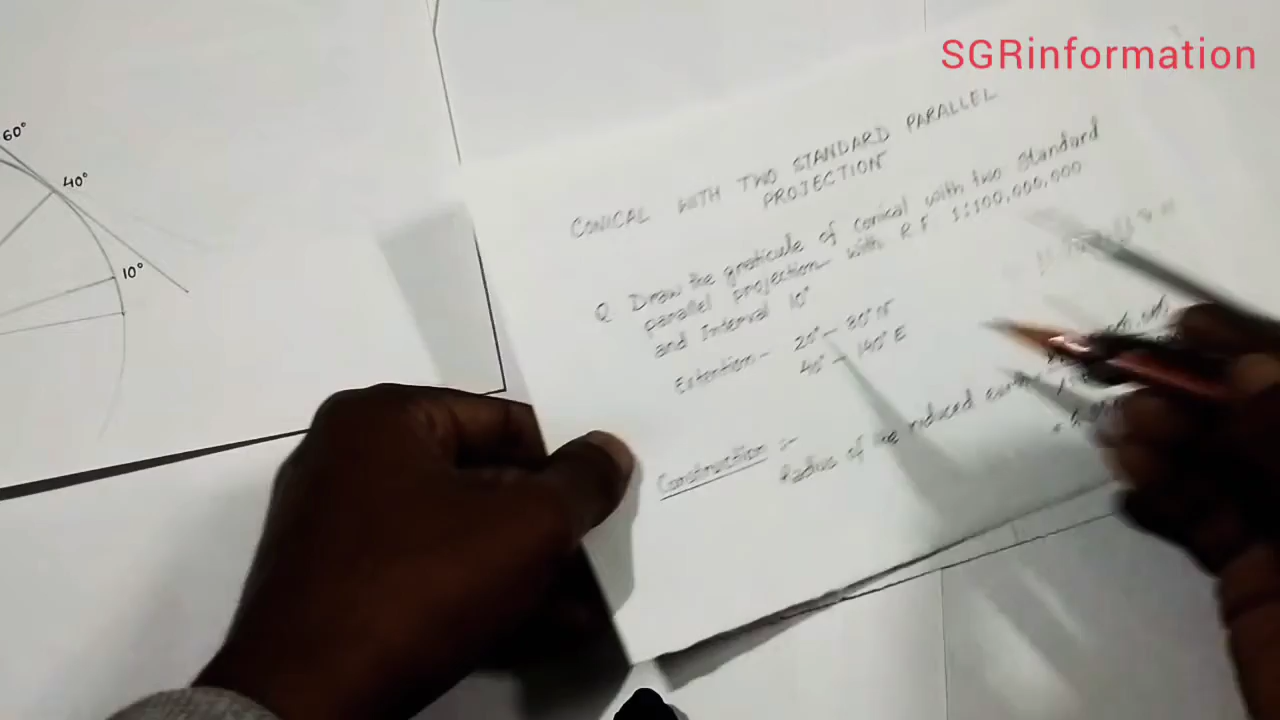 SGRinformation
60°
40°
10°
CONICAL WITH TWO STANDARD PARALLEL
PROJECTION
Q Draw the graticule of conical with two standard
parallel projection with R.F 1:100,000,000
and Interval 10°
Extention- 20° - 80° N
40° - 140° E
Construction :-
Radius of the riduced earth